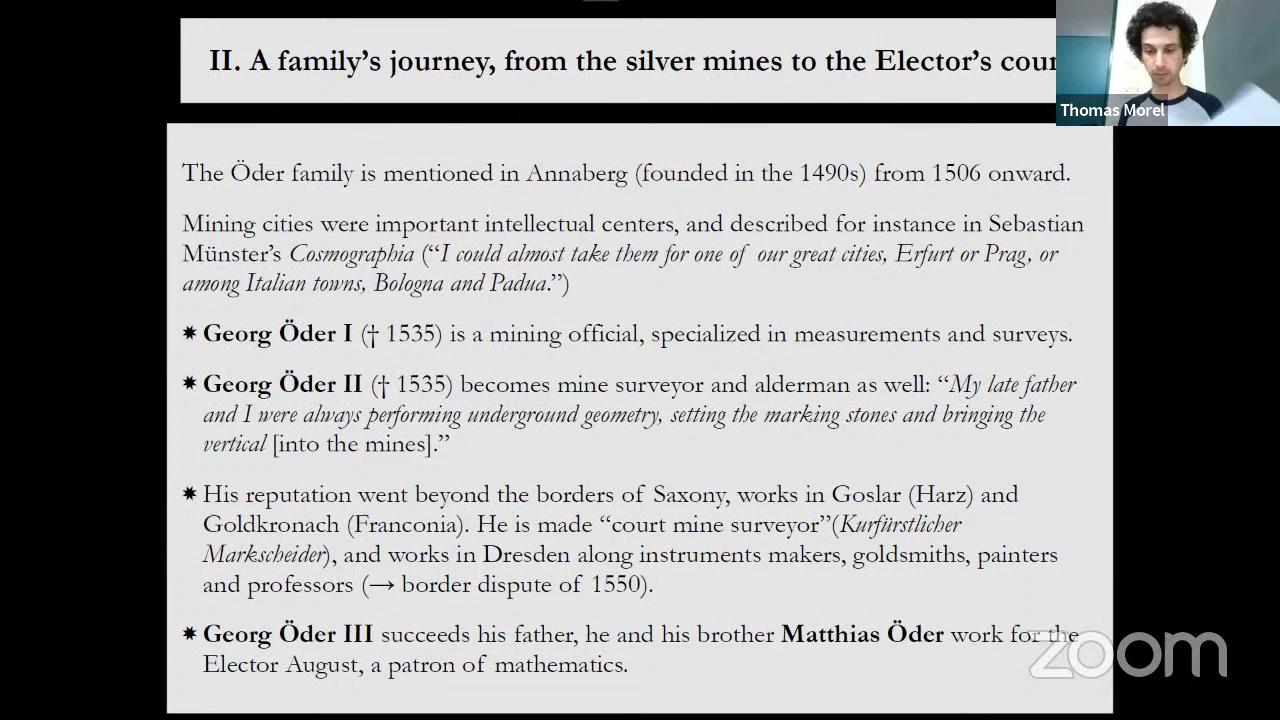 II. A family’s journey, from the silver mines to the Elector’s cour
Thomas Morel
The Öder family is mentioned in Annaberg (founded in the 1490s) from 1506 onward.
Mining cities were important intellectual centers, and described for instance in Sebastian
Münster’s Cosmographia (“I could almost take them for one of our great cities, Erfurt or Prag, or
among Italian towns, Bologna and Padua.”)
✷ Georg Öder I († 1535) is a mining official, specialized in measurements and surveys.
✷ Georg Öder II († 1535) becomes mine surveyor and alderman as well: “My late father
and I were always performing underground geometry, setting the marking stones and bringing the
vertical [into the mines].”
✷ His reputation went beyond the borders of Saxony, works in Goslar (Harz) and
Goldkronach (Franconia). He is made “court mine surveyor”(Kurfürstlicher
Markscheider), and works in Dresden along instruments makers, goldsmiths, painters
and professors (→ border dispute of 1550).
✷ Georg Öder III succeeds his father, he and his brother Matthias Öder work for the
Elector August, a patron of mathematics.
zoom